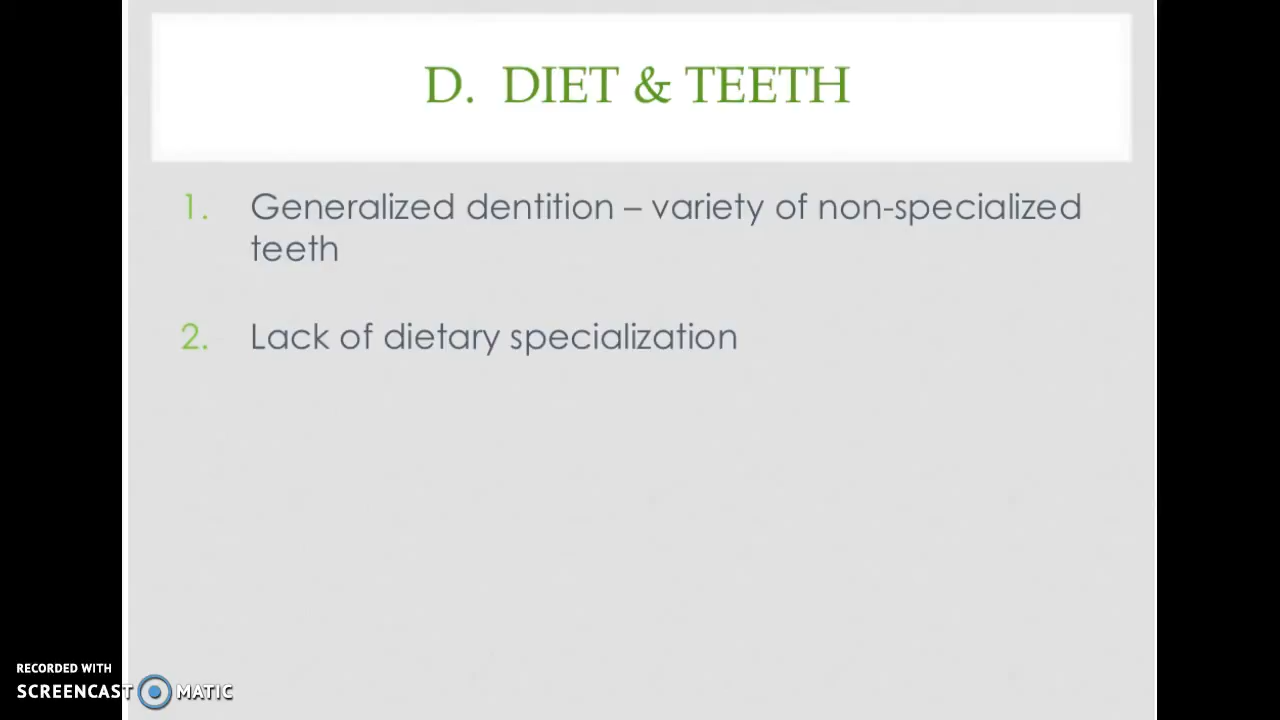 D. DIET & TEETH
1. Generalized dentition – variety of non-specialized
teeth
2. Lack of dietary specialization
RECORDED WITH
SCREENCAST MATIC